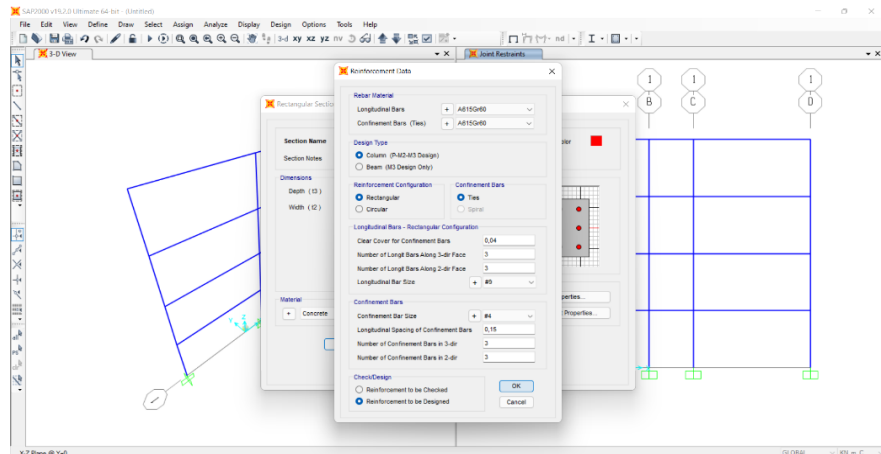 SAP2000 v19.2.0 Ultimate 64-bit - (Untitled)
File Edit View Define Draw Select Assign Analyze Display Design Options Tools Help
3-d xy xz yz nv
nd
3-D View
Joint Restraints
Reinforcement Data
Rectangular Sectio
Rebar Material
Longitudinal Bars + A615Gr60
Confinement Bars (Ties) + A615Gr60
Section Name
Section Notes
Design Type
Column (P-M2-M3 Design)
Beam (M3 Design Only)
Dimensions
Depth (t3)
Width (t2)
Reinforcement Configuration
Confinement Bars
Rectangular
Ties
Circular
Spiral
Longitudinal Bars - Rectangular Configuration
Clear Cover for Confinement Bars 0,04
Number of Longit Bars Along 3-dir Face 3
Number of Longit Bars Along 2-dir Face 3
Longitudinal Bar Size + #9
Material
+ Concrete
perties...
Properties...
Confinement Bars
Confinement Bar Size + #4
Longitudinal Spacing of Confinement Bars 0,15
Number of Confinement Bars in 3-dir 3
Number of Confinement Bars in 2-dir 3
Check/Design
Reinforcement to be Checked
Reinforcement to be Designed
OK
Cancel
1 1 1
B C D
X-Z Plane @ Y=0
GLOBAL